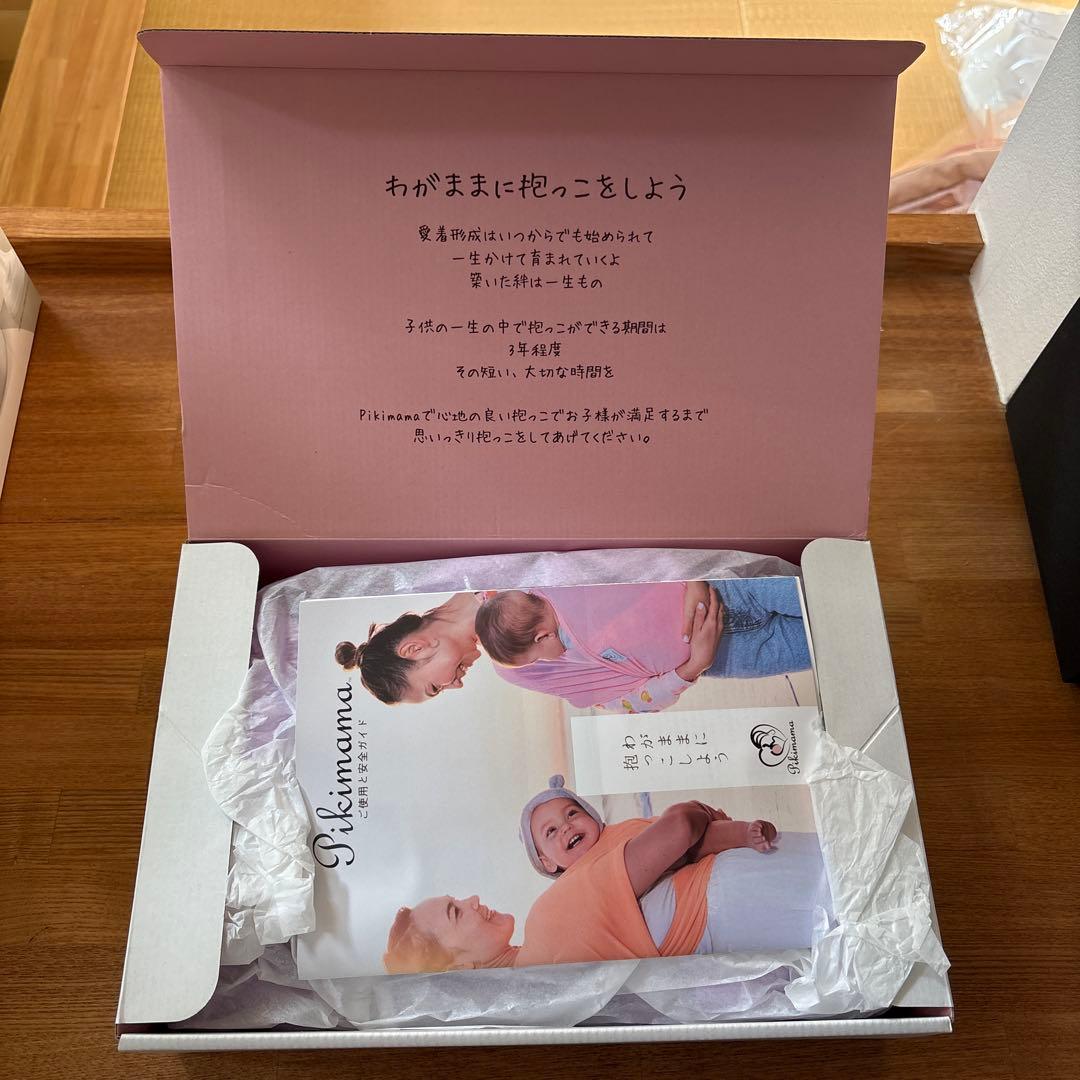 わがままに抱っこをしよう
愛着形成はいつからでも始められて
一生かけて育まれていくよ
築いた絆は一生もの
子供の一生の中で抱っこができる期間は
3年程度
その短い、大切な時間を
Pikimamaで心地の良い抱っこでお子様が満足するまで
思いっきり抱っこをしてあげてください。
Pikimama
ご使用と安全ガイド
わがままに
抱っこしよう
Pikimama